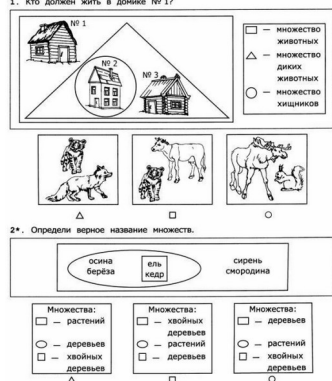 1. Кто должен жить в домике № 1?
№ 1
№ 2
№ 3
— множество
животных
— множество
диких
животных
— множество
хищников
2*. Определи верное название множеств.
осина
берёза
ель
кедр
сирень
смородина
Множества:
— растений
— деревьев
— хвойных
деревьев
Множества:
— хвойных
деревьев
— растений
— деревьев
Множества:
— деревьев
— растений
— хвойных
деревьев